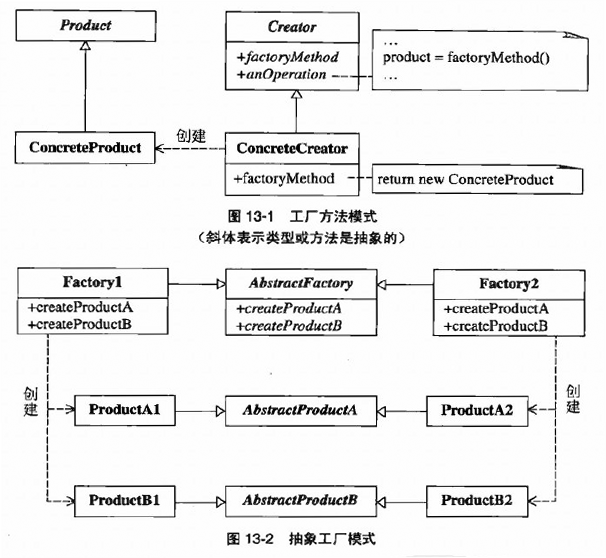 Product
Creator
+factoryMethod
+anOperation
...
product = factoryMethod()
...
创建
ConcreteProduct
ConcreteCreator
+factoryMethod
return new ConcreteProduct
图 13-1 工厂方法模式
（斜体表示类型或方法是抽象的）
Factory1
+createProductA
+createProductB
AbstractFactory
+createProductA
+createProductB
Factory2
+createProductA
+createProductB
创建
创建
ProductA1
AbstractProductA
ProductA2
ProductB1
AbstractProductB
ProductB2
图 13-2 抽象工厂模式